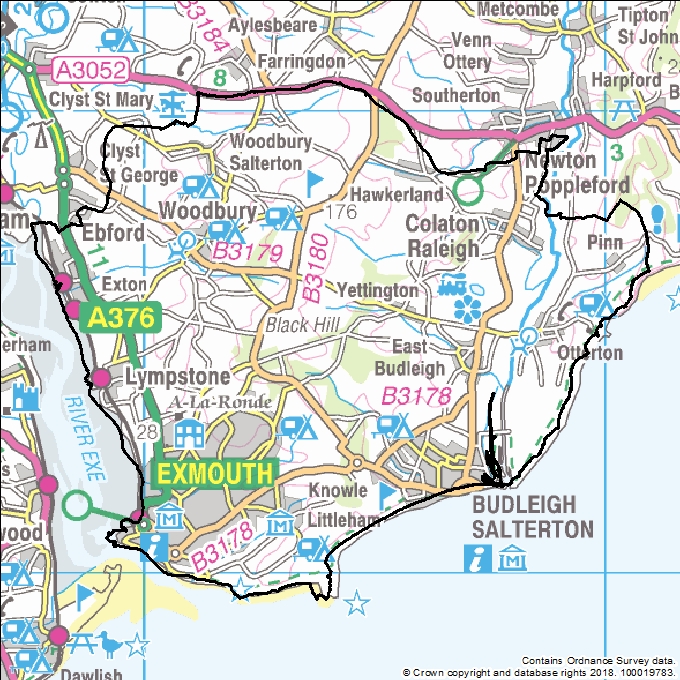 B3184
Aylesbeare
Metcombe
Tipton
St John
Venn
Ottery
A3052
8
Farringdon
Harpford
Southerton
Clyst St Mary
Woodbury
Salterton
Clyst
St George
3
Newton
Poppleford
Hawkerland
Woodbury
176
Colaton
Raleigh
Ebford
Pinn
B3179
B3180
11
Exton
Yettington
A376
Black Hill
Otterton
East
Budleigh
Lympstone
B3178
A-La-Ronde
28
RIVER EXE
EXMOUTH
Knowle
Littleham
BUDLEIGH
SALTERTON
B3178
i
M
Dawlish
Contains Ordnance Survey data.
© Crown copyright and database rights 2018. 100019783.